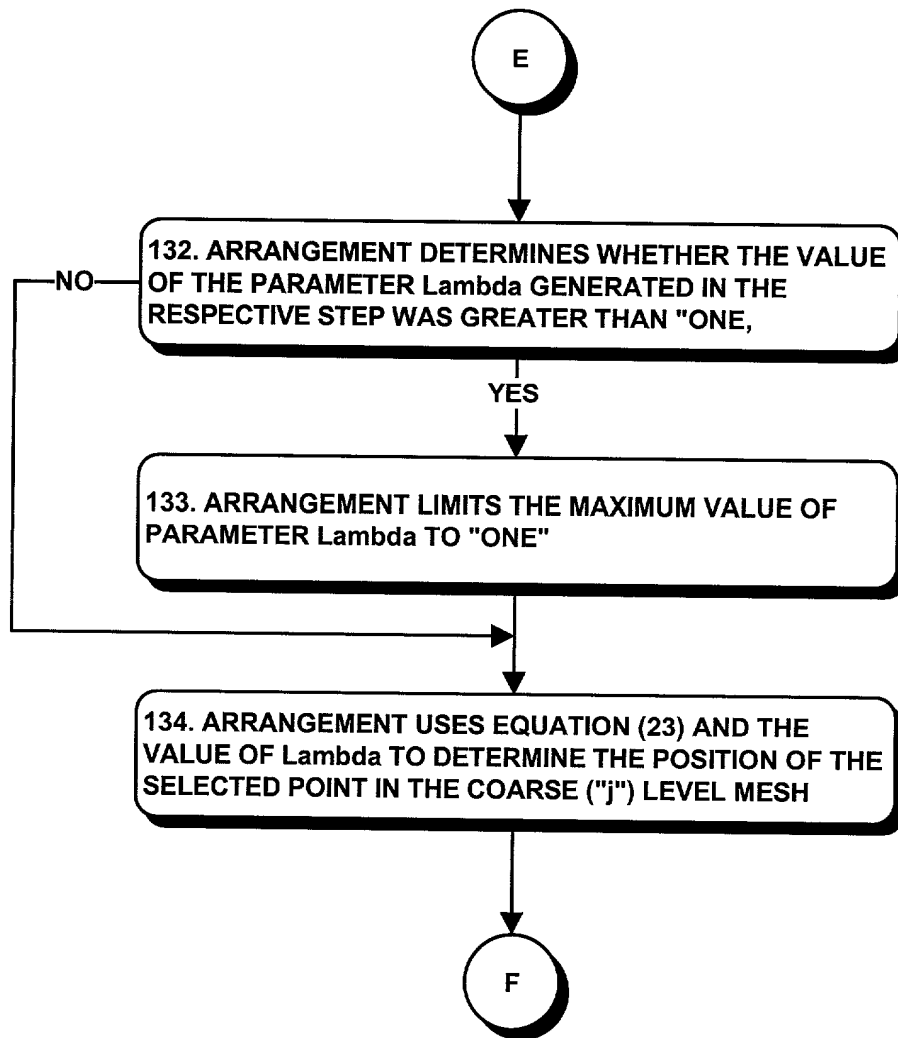 E
132. ARRANGEMENT DETERMINES WHETHER THE VALUE
OF THE PARAMETER Lambda GENERATED IN THE
RESPECTIVE STEP WAS GREATER THAN "ONE,
NO
YES
133. ARRANGEMENT LIMITS THE MAXIMUM VALUE OF
PARAMETER Lambda TO "ONE"
134. ARRANGEMENT USES EQUATION (23) AND THE
VALUE OF Lambda TO DETERMINE THE POSITION OF THE
SELECTED POINT IN THE COARSE ("j") LEVEL MESH
F